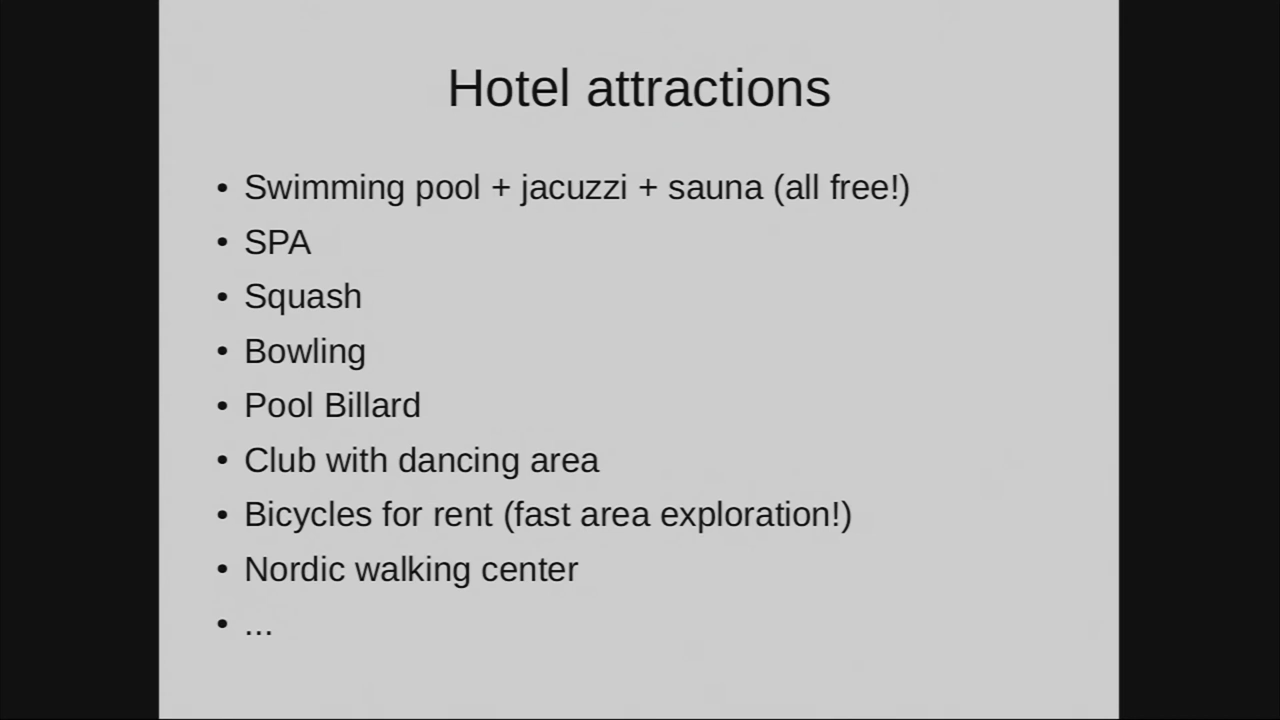 Hotel attractions
• Swimming pool + jacuzzi + sauna (all free!)
• SPA
• Squash
• Bowling
• Pool Billard
• Club with dancing area
• Bicycles for rent (fast area exploration!)
• Nordic walking center
• ...